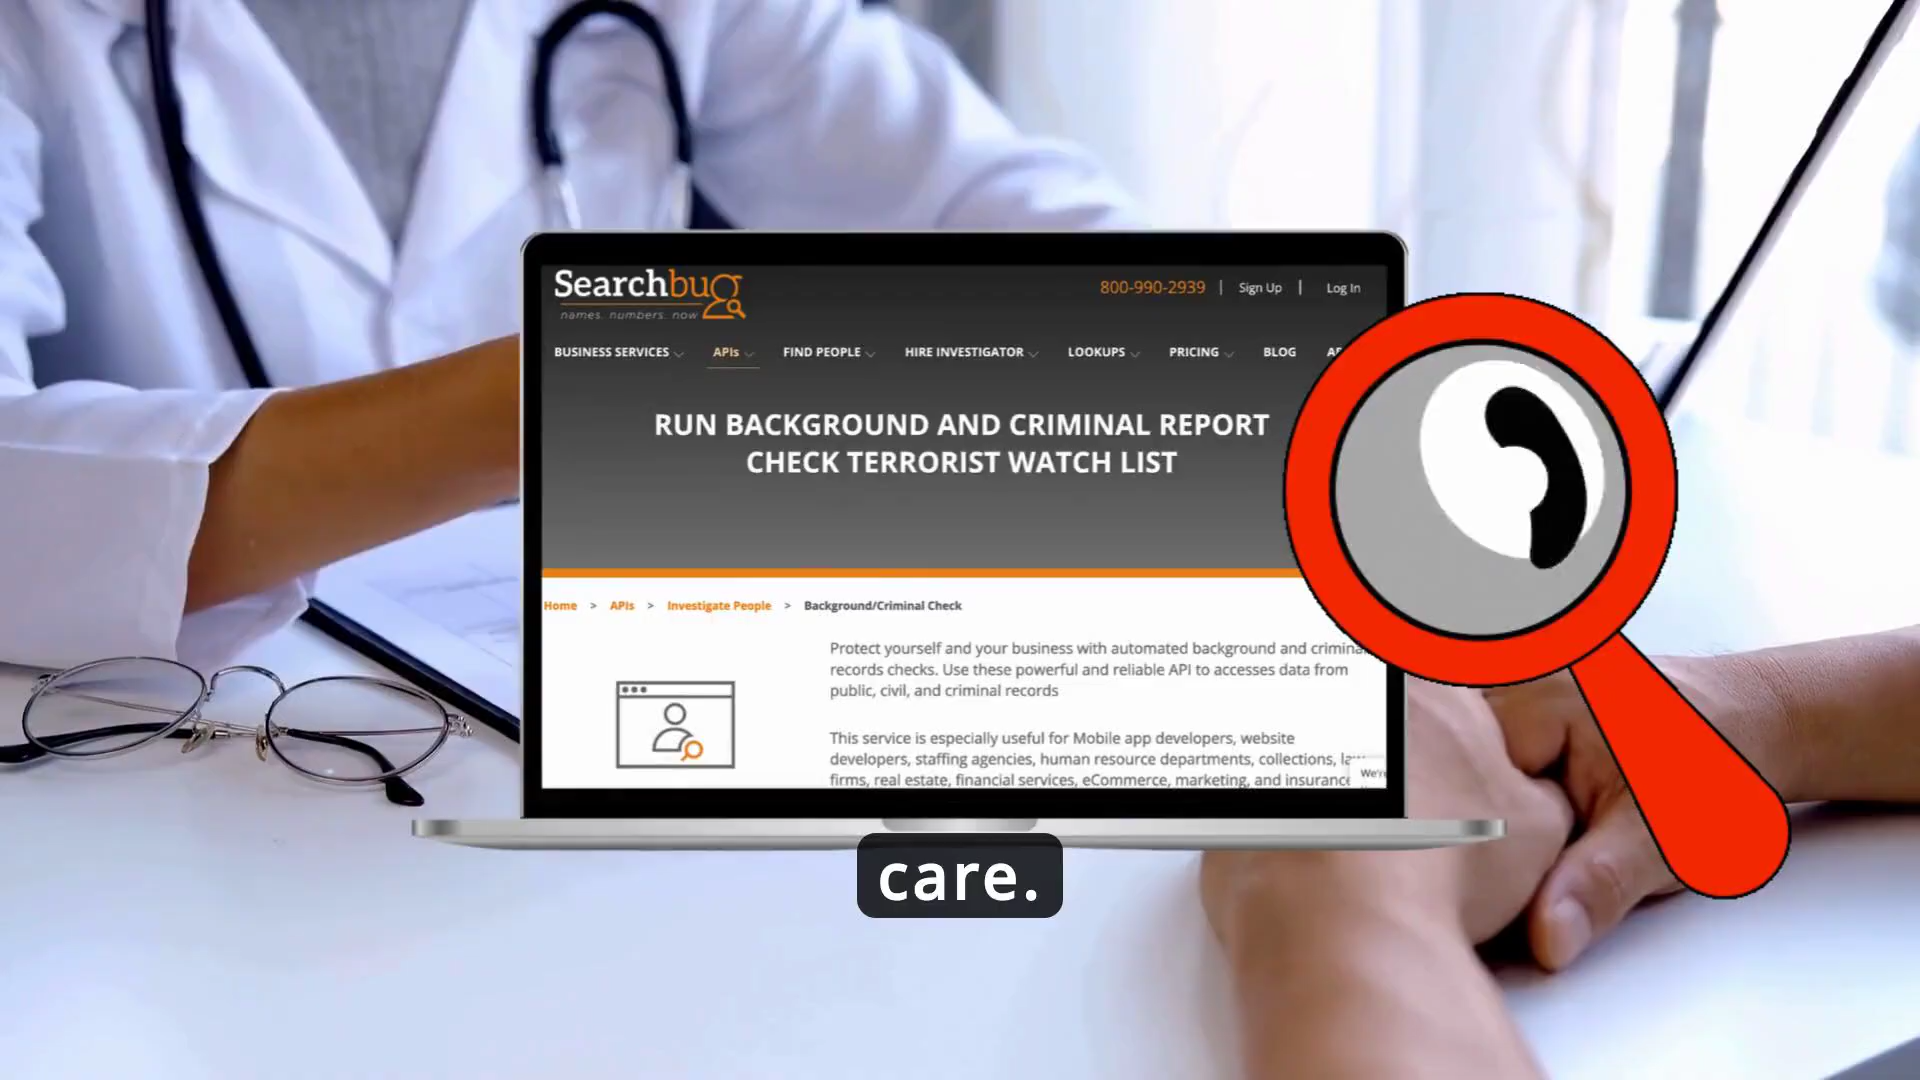 Searchbug
names. numbers. now
800-990-2939 | Sign Up | Log In
BUSINESS SERVICES APIs FIND PEOPLE HIRE INVESTIGATOR LOOKUPS PRICING BLOG
RUN BACKGROUND AND CRIMINAL REPORT
CHECK TERRORIST WATCH LIST
Home > APIs > Investigate People > Background/Criminal Check
Protect yourself and your business with automated background and criminal
records checks. Use these powerful and reliable API to accesses data from
public, civil, and criminal records
This service is especially useful for Mobile app developers, website
developers, staffing agencies, human resource departments, collections, law
firms, real estate, financial services, eCommerce, marketing, and insurance
We're
care.